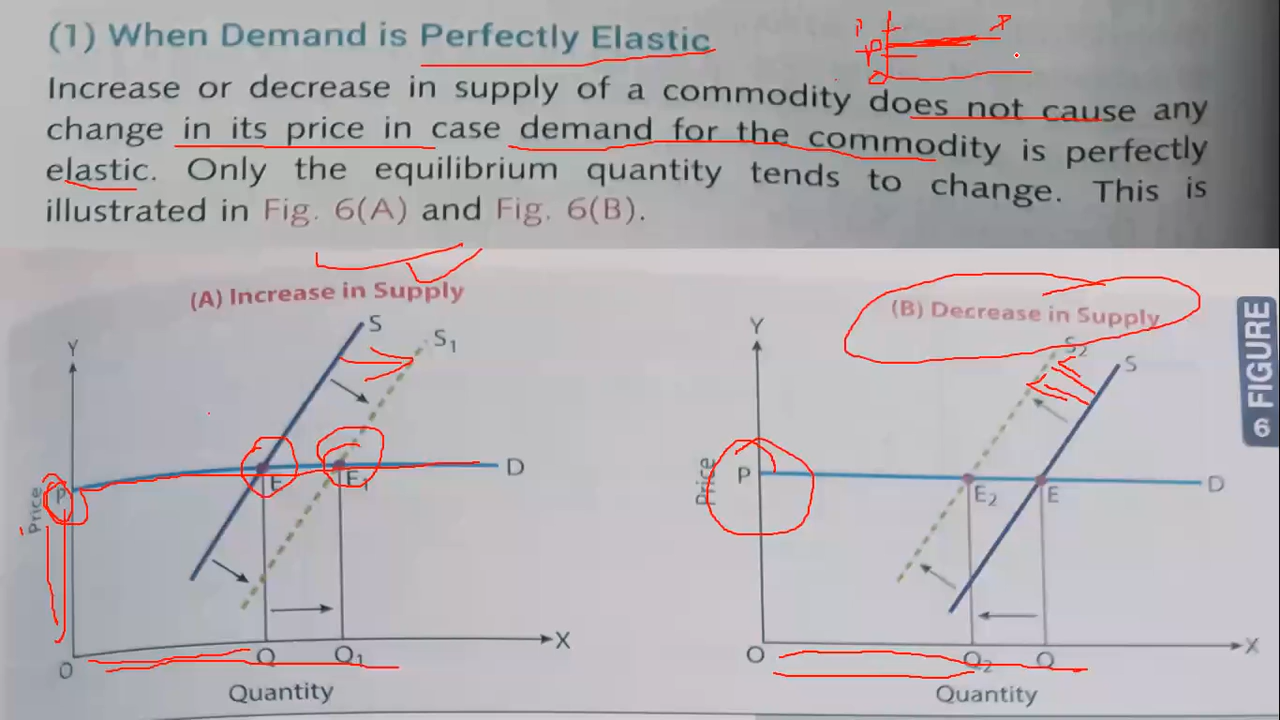 (1) When Demand is Perfectly Elastic
Increase or decrease in supply of a commodity does not cause any
change in its price in case demand for the commodity is perfectly
elastic. Only the equilibrium quantity tends to change. This is
illustrated in Fig. 6(A) and Fig. 6(B).
(A) Increase in Supply
Y
S
S₁
P
Price
E
E₁
D
O
Q
Q₁
X
Quantity
(B) Decrease in Supply
Y
S₂
S
P
Price
E₂
E
D
O
Q₂
Q
X
Quantity
6 FIGURE